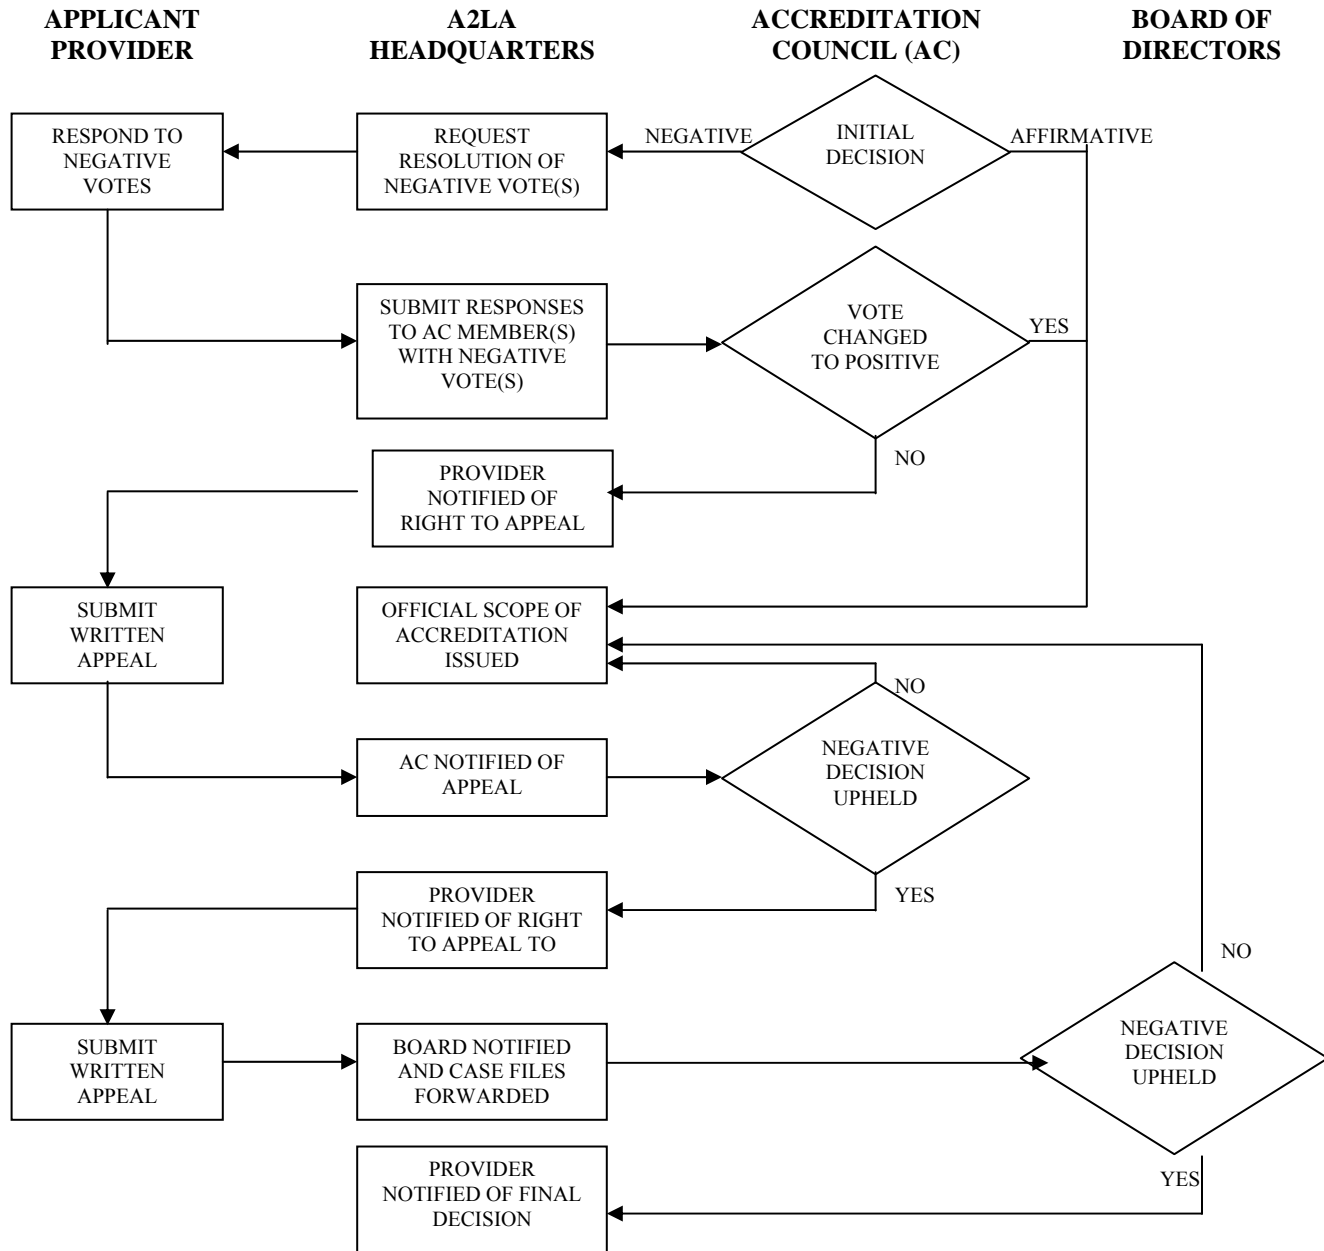 APPLICANT
PROVIDER
A2LA
HEADQUARTERS
ACCREDITATION
COUNCIL (AC)
BOARD OF
DIRECTORS
RESPOND TO
NEGATIVE
VOTES
REQUEST
RESOLUTION OF
NEGATIVE VOTE(S)
NEGATIVE
INITIAL
DECISION
AFFIRMATIVE
SUBMIT RESPONSES
TO AC MEMBER(S)
WITH NEGATIVE
VOTE(S)
VOTE
CHANGED
TO POSITIVE
YES
NO
PROVIDER
NOTIFIED OF
RIGHT TO APPEAL
SUBMIT
WRITTEN
APPEAL
OFFICIAL SCOPE OF
ACCREDITATION
ISSUED
NO
AC NOTIFIED OF
APPEAL
NEGATIVE
DECISION
UPHELD
YES
PROVIDER
NOTIFIED OF RIGHT
TO APPEAL TO
NO
SUBMIT
WRITTEN
APPEAL
BOARD NOTIFIED
AND CASE FILES
FORWARDED
NEGATIVE
DECISION
UPHELD
YES
PROVIDER
NOTIFIED OF FINAL
DECISION